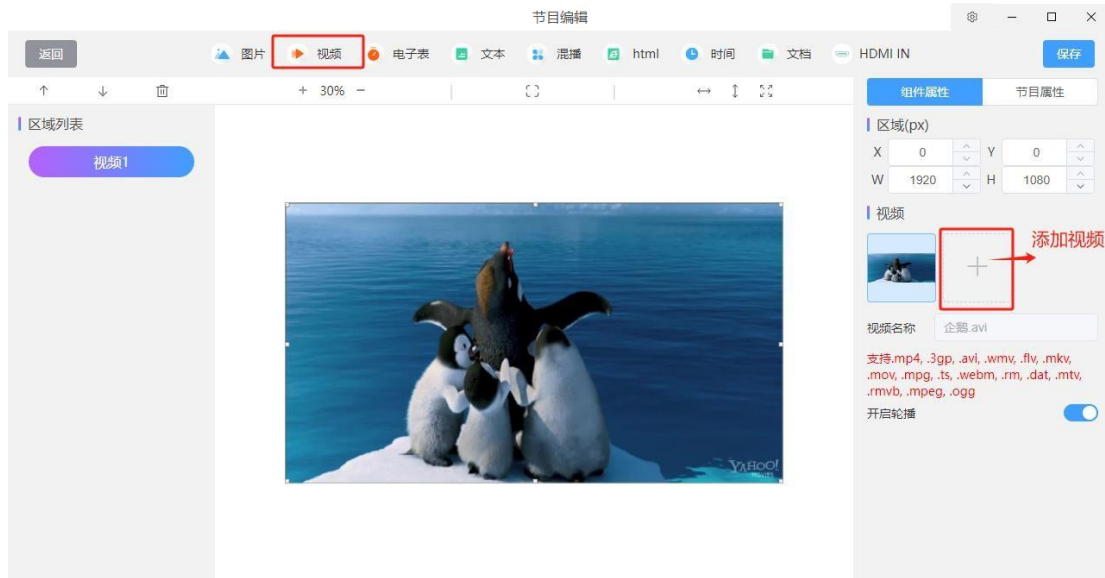 节目编辑
返回 图片 视频 电子表 文本 混播 html 时间 文档 HDMI IN 保存
+ 30% −
组件属性 节目属性
区域列表
视频1
区域(px)
X 0 Y 0
W 1920 H 1080
视频
添加视频
视频名称 企鹅.avi
支持.mp4, .3gp, .avi, .wmv, .flv, .mkv,
.mov, .mpg, .ts, .webm, .rm, .dat, .mtv,
.rmvb, .mpeg, .ogg
开启轮播
YAHOO!
MOVIES